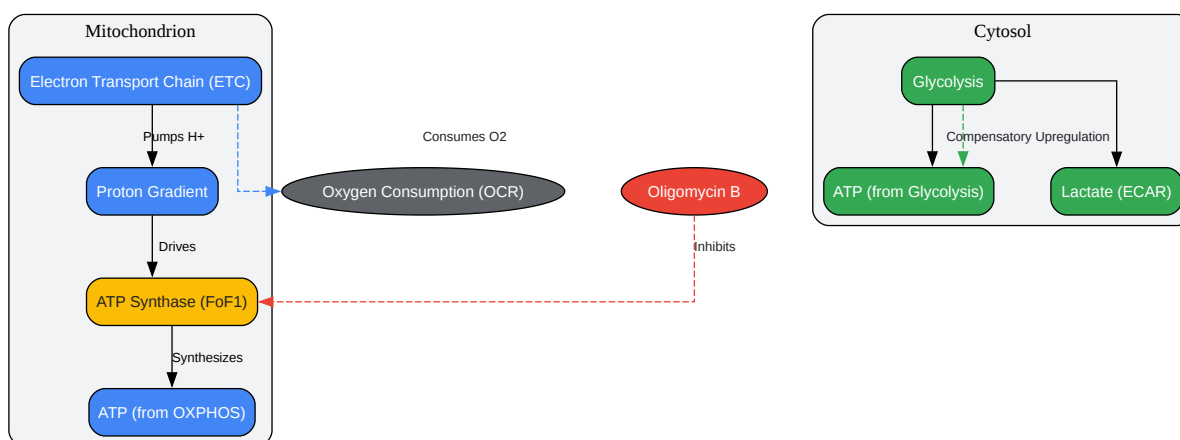 Mitochondrion
Electron Transport Chain (ETC)
Pumps H+
Proton Gradient
Drives
ATP Synthase (FoF1)
Synthesizes
ATP (from OXPHOS)
Consumes O2
Oxygen Consumption (OCR)
Oligomycin B
Inhibits
Cytosol
Glycolysis
Compensatory Upregulation
ATP (from Glycolysis)
Lactate (ECAR)